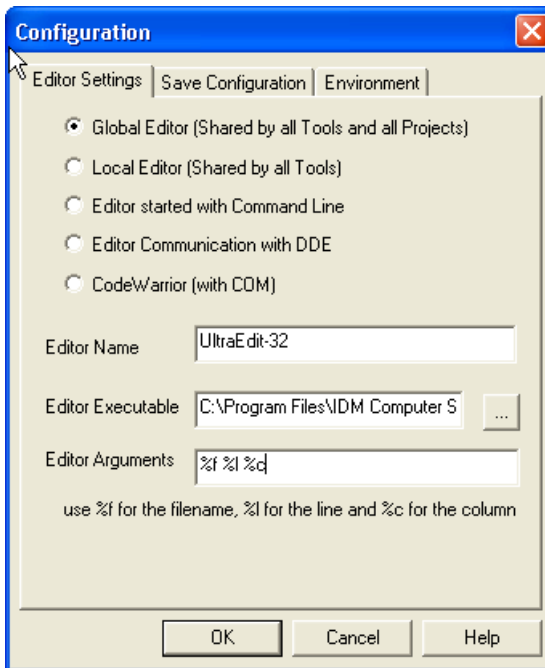 Configuration
Editor Settings Save Configuration Environment
Global Editor (Shared by all Tools and all Projects)
Local Editor (Shared by all Tools)
Editor started with Command Line
Editor Communication with DDE
CodeWarrior (with COM)
Editor Name UltraEdit-32
Editor Executable C:\Program Files\IDM Computer S ...
Editor Arguments %f %l %c
use %f for the filename, %l for the line and %c for the column
OK Cancel Help